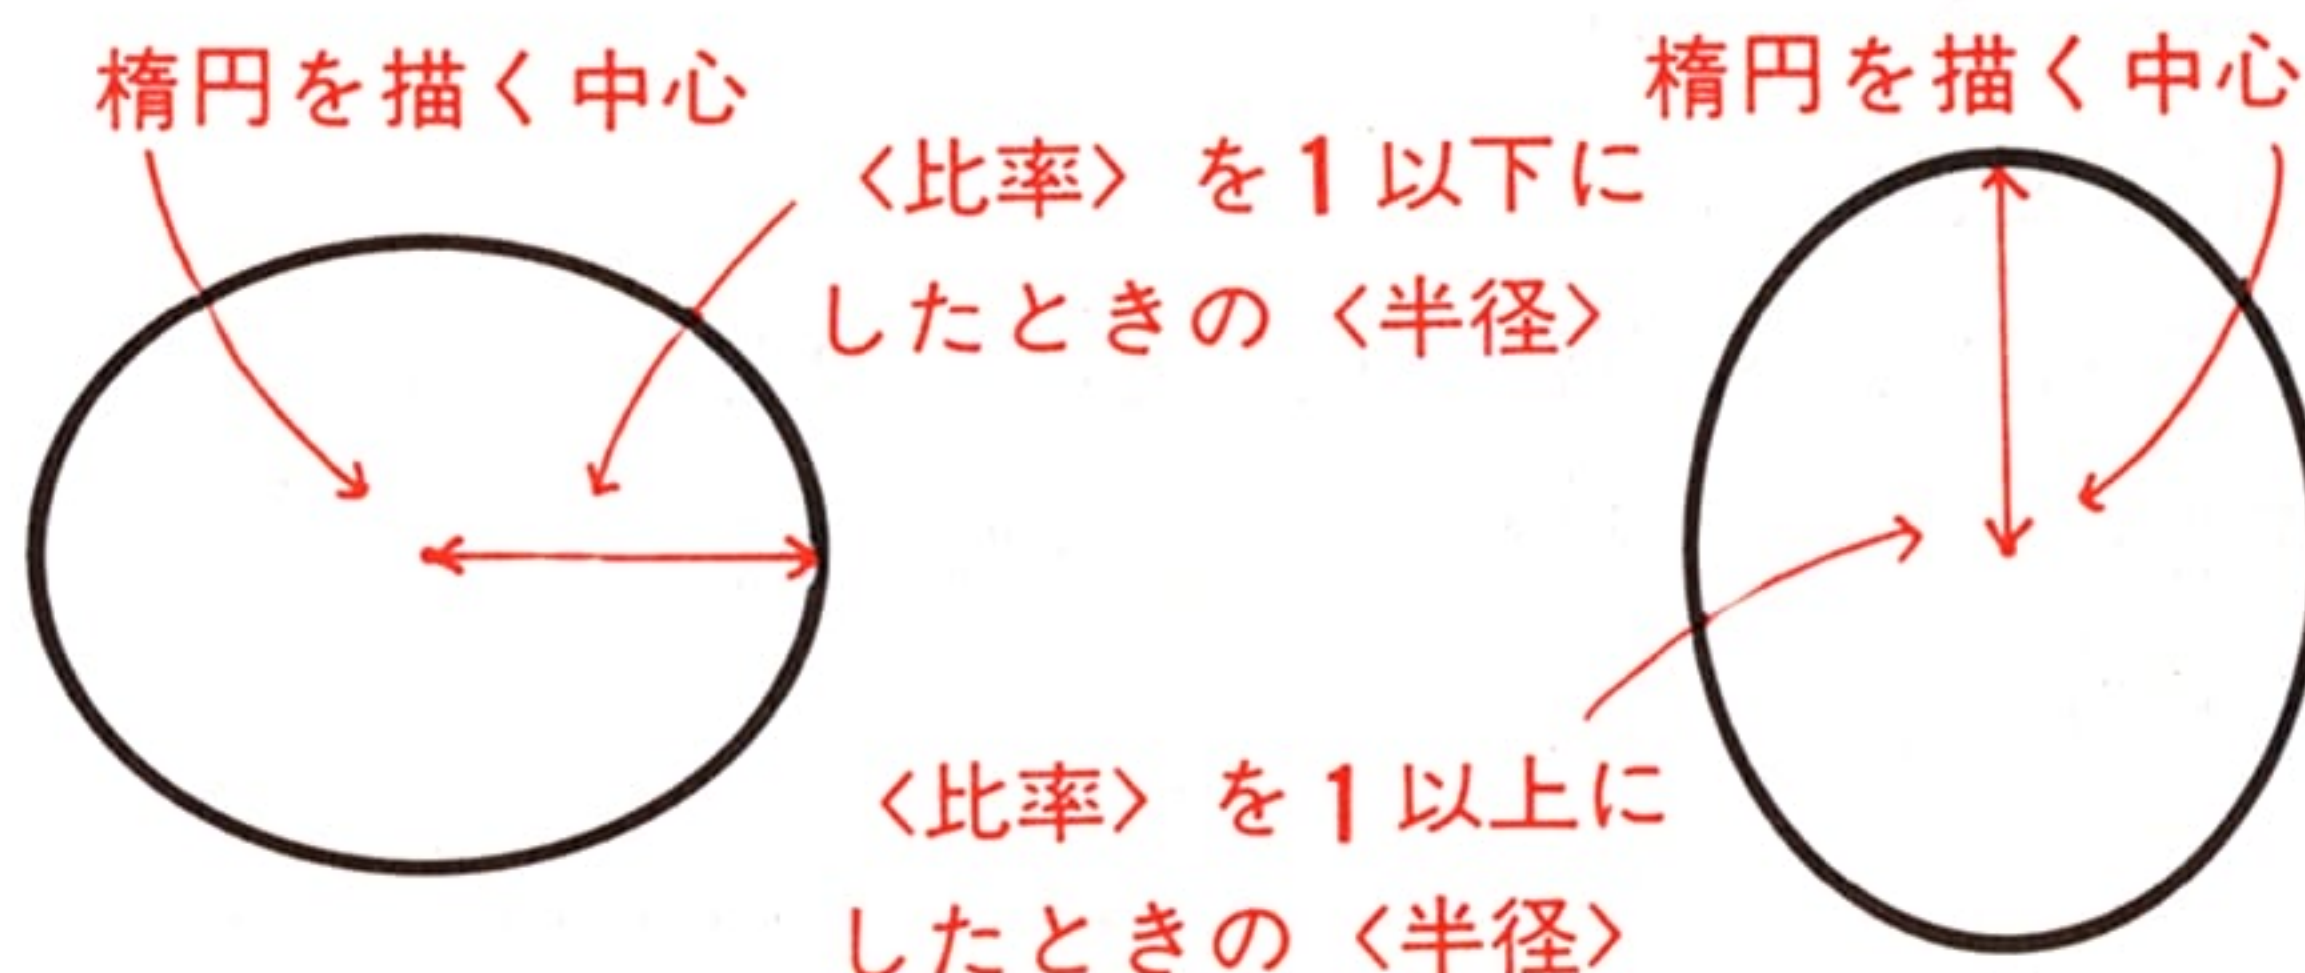 楕円を描く中心
〈比率〉を1以下に
したときの〈半径〉
楕円を描く中心
〈比率〉を1以上に
したときの〈半径〉